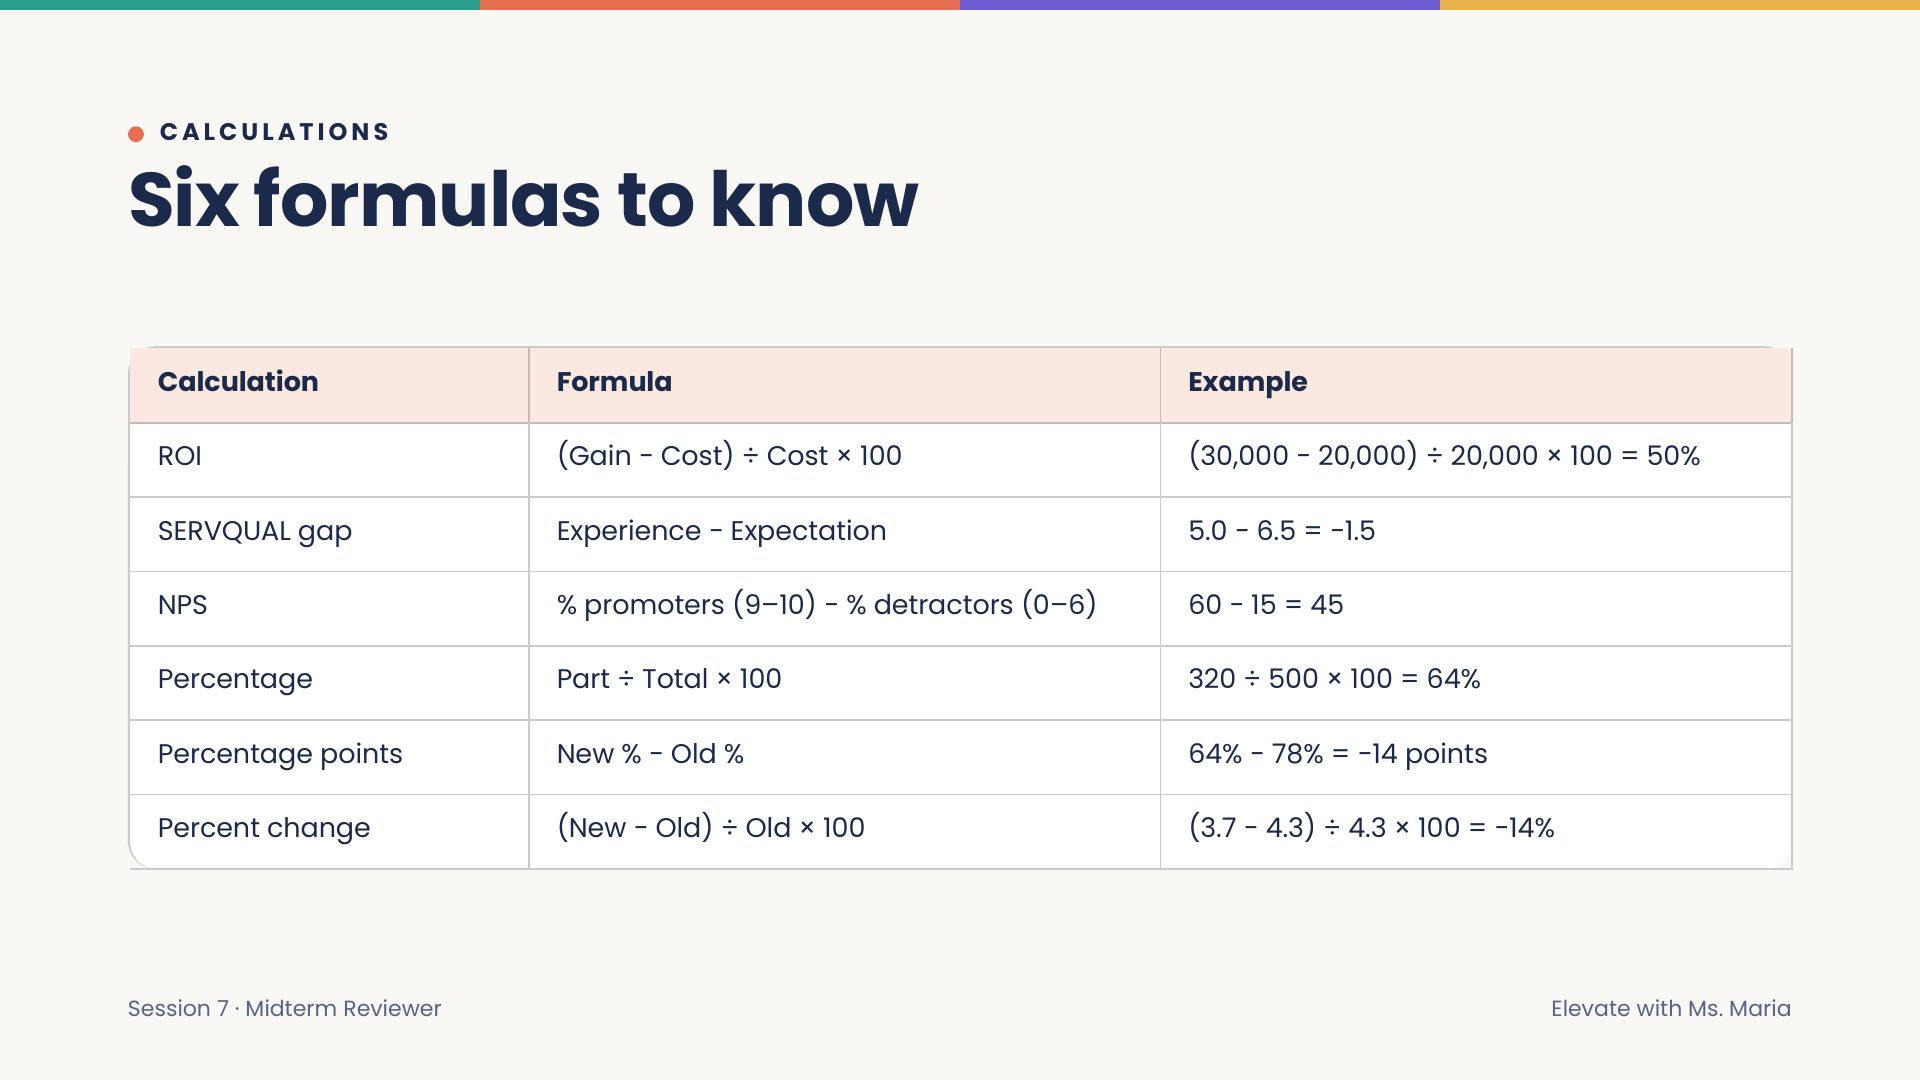 CALCULATIONS
Six formulas to know
Calculation Formula Example
ROI (Gain − Cost) ÷ Cost × 100 (30,000 − 20,000) ÷ 20,000 × 100 = 50%
SERVQUAL gap Experience − Expectation 5.0 − 6.5 = −1.5
NPS % promoters (9–10) − % detractors (0–6) 60 − 15 = 45
Percentage Part ÷ Total × 100 320 ÷ 500 × 100 = 64%
Percentage points New % − Old % 64% − 78% = −14 points
Percent change (New − Old) ÷ Old × 100 (3.7 − 4.3) ÷ 4.3 × 100 = −14%
Session 7 · Midterm Reviewer Elevate with Ms. Maria